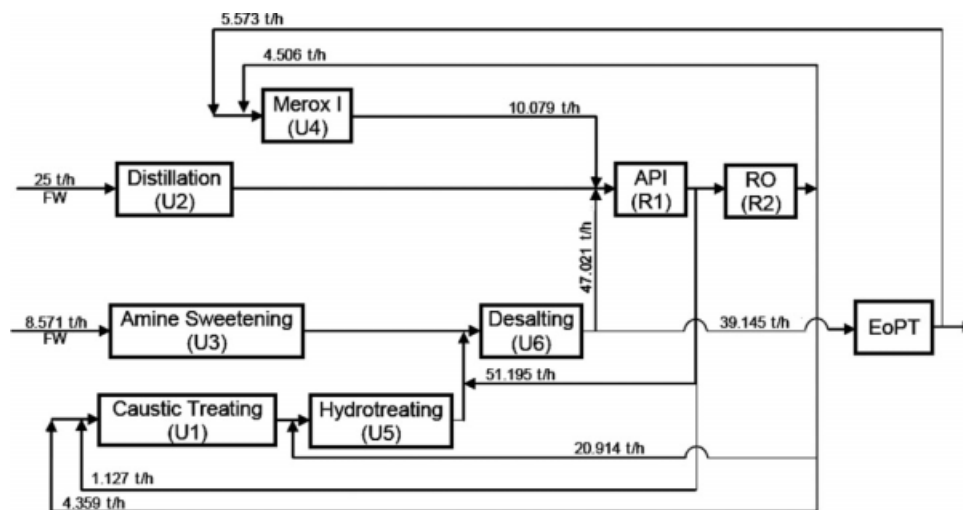 5.573 t/h
4.506 t/h
Merox I
(U4)
10.079 t/h
25 t/h
FW
Distillation
(U2)
API
(R1)
RO
(R2)
47.021 t/h
8.571 t/h
FW
Amine Sweetening
(U3)
Desalting
(U6)
39.145 t/h
EoPT
51.195 t/h
Caustic Treating
(U1)
Hydrotreating
(U5)
20.914 t/h
1.127 t/h
4.359 t/h